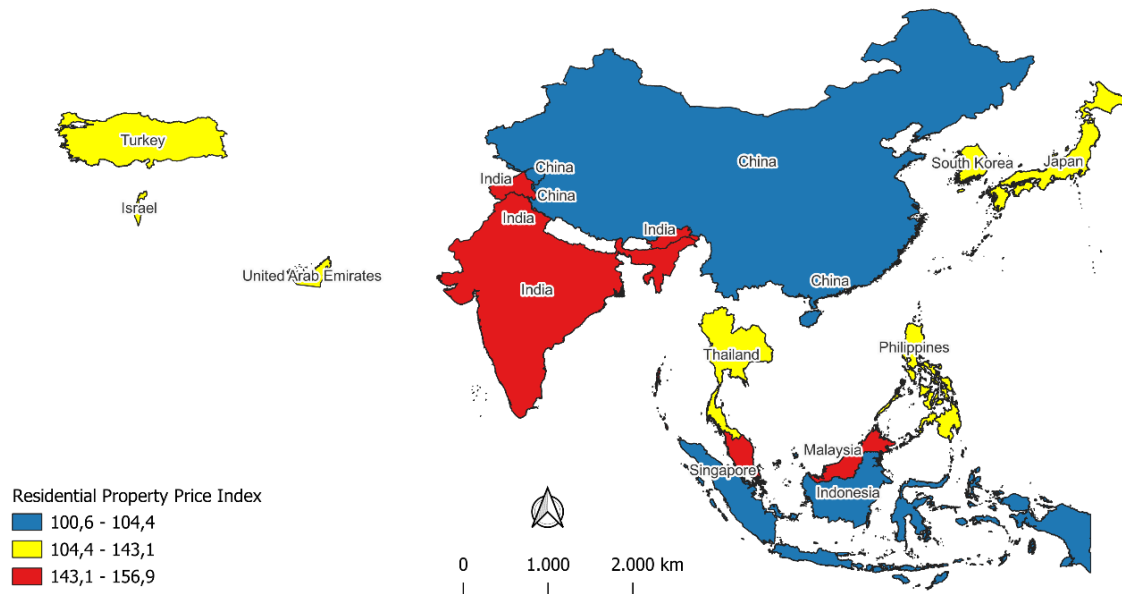 Turkey
Israel
United Arab Emirates
China
China
China
China
India
India
India
India
South Korea
Japan
Thailand
Philippines
Malaysia
Singapore
Indonesia
Residential Property Price Index
100,6 - 104,4
104,4 - 143,1
143,1 - 156,9
0 1.000 2.000 km